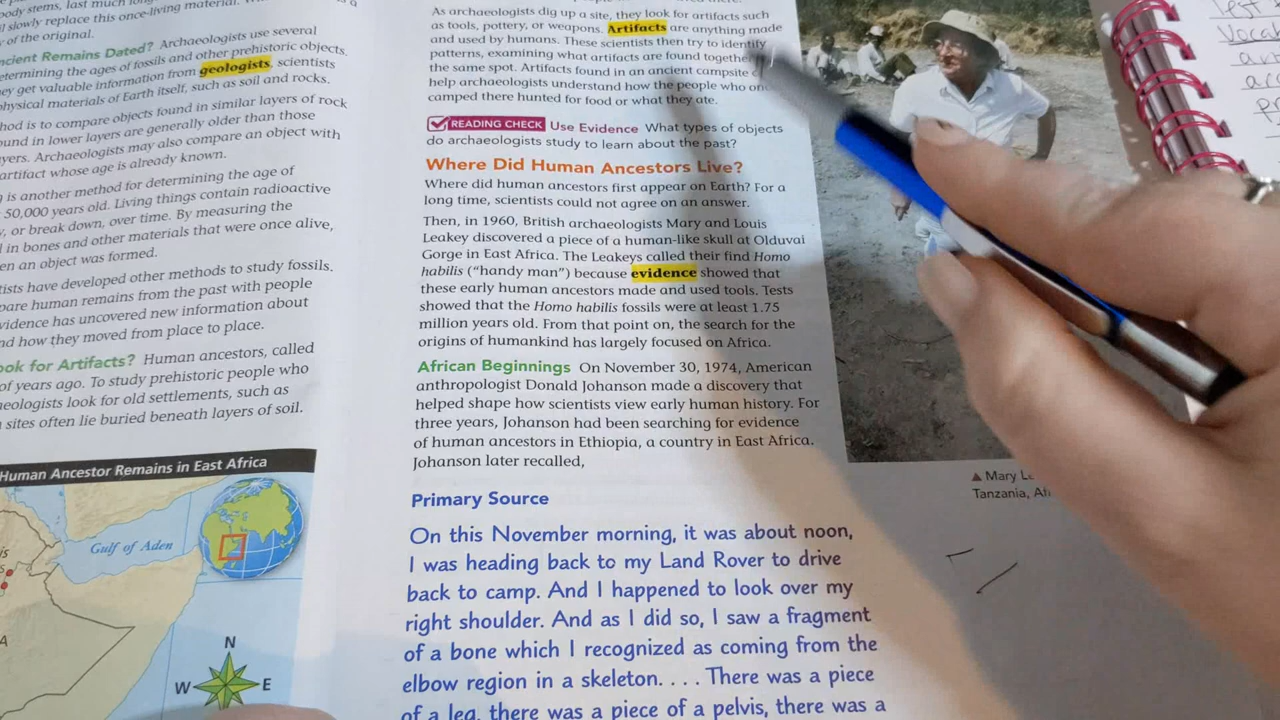 body stems, last much
slowly replace this once-living material.
of the original.
ncient Remains Dated? Archaeologists use several
etermining the ages of fossils and other prehistoric objects.
ey get valuable information from geologists, scientists
physical materials of Earth itself, such as soil and rocks.
hod is to compare objects found in similar layers of rock
ound in lower layers are generally older than those
yers. Archaeologists may also compare an object with
artifact whose age is already known.
is another method for determining the age of
50,000 years old. Living things contain radioactive
y, or break down, over time. By measuring the
l in bones and other materials that were once alive,
en an object was formed.
tists have developed other methods to study fossils.
pare human remains from the past with people
vidence has uncovered new information about
nd how they moved from place to place.
ook for Artifacts? Human ancestors, called
of years ago. To study prehistoric people who
aeologists look for old settlements, such as
sites often lie buried beneath layers of soil.
Human Ancestor Remains in East Africa
Gulf of Aden
N
W E
As archaeologists dig up a site, they look for artifacts such
as tools, pottery, or weapons. Artifacts are anything made
and used by humans. These scientists then try to identify
patterns, examining what artifacts are found together
the same spot. Artifacts found in an ancient campsite
help archaeologists understand how the people who on
camped there hunted for food or what they ate.
READING CHECK Use Evidence What types of objects
do archaeologists study to learn about the past?
Where Did Human Ancestors Live?
Where did human ancestors first appear on Earth? For a
long time, scientists could not agree on an answer.
Then, in 1960, British archaeologists Mary and Louis
Leakey discovered a piece of a human-like skull at Olduvai
Gorge in East Africa. The Leakeys called their find Homo
habilis ("handy man") because evidence showed that
these early human ancestors made and used tools. Tests
showed that the Homo habilis fossils were at least 1.75
million years old. From that point on, the search for the
origins of humankind has largely focused on Africa.
African Beginnings On November 30, 1974, American
anthropologist Donald Johanson made a discovery that
helped shape how scientists view early human history. For
three years, Johanson had been searching for evidence
of human ancestors in Ethiopia, a country in East Africa.
Johanson later recalled,
Primary Source
On this November morning, it was about noon,
I was heading back to my Land Rover to drive
back to camp. And I happened to look over my
right shoulder. And as I did so, I saw a fragment
of a bone which I recognized as coming from the
elbow region in a skeleton. . . . There was a piece
of a leg, there was a piece of a pelvis, there was a
▲ Mary Le
Tanzania, Af